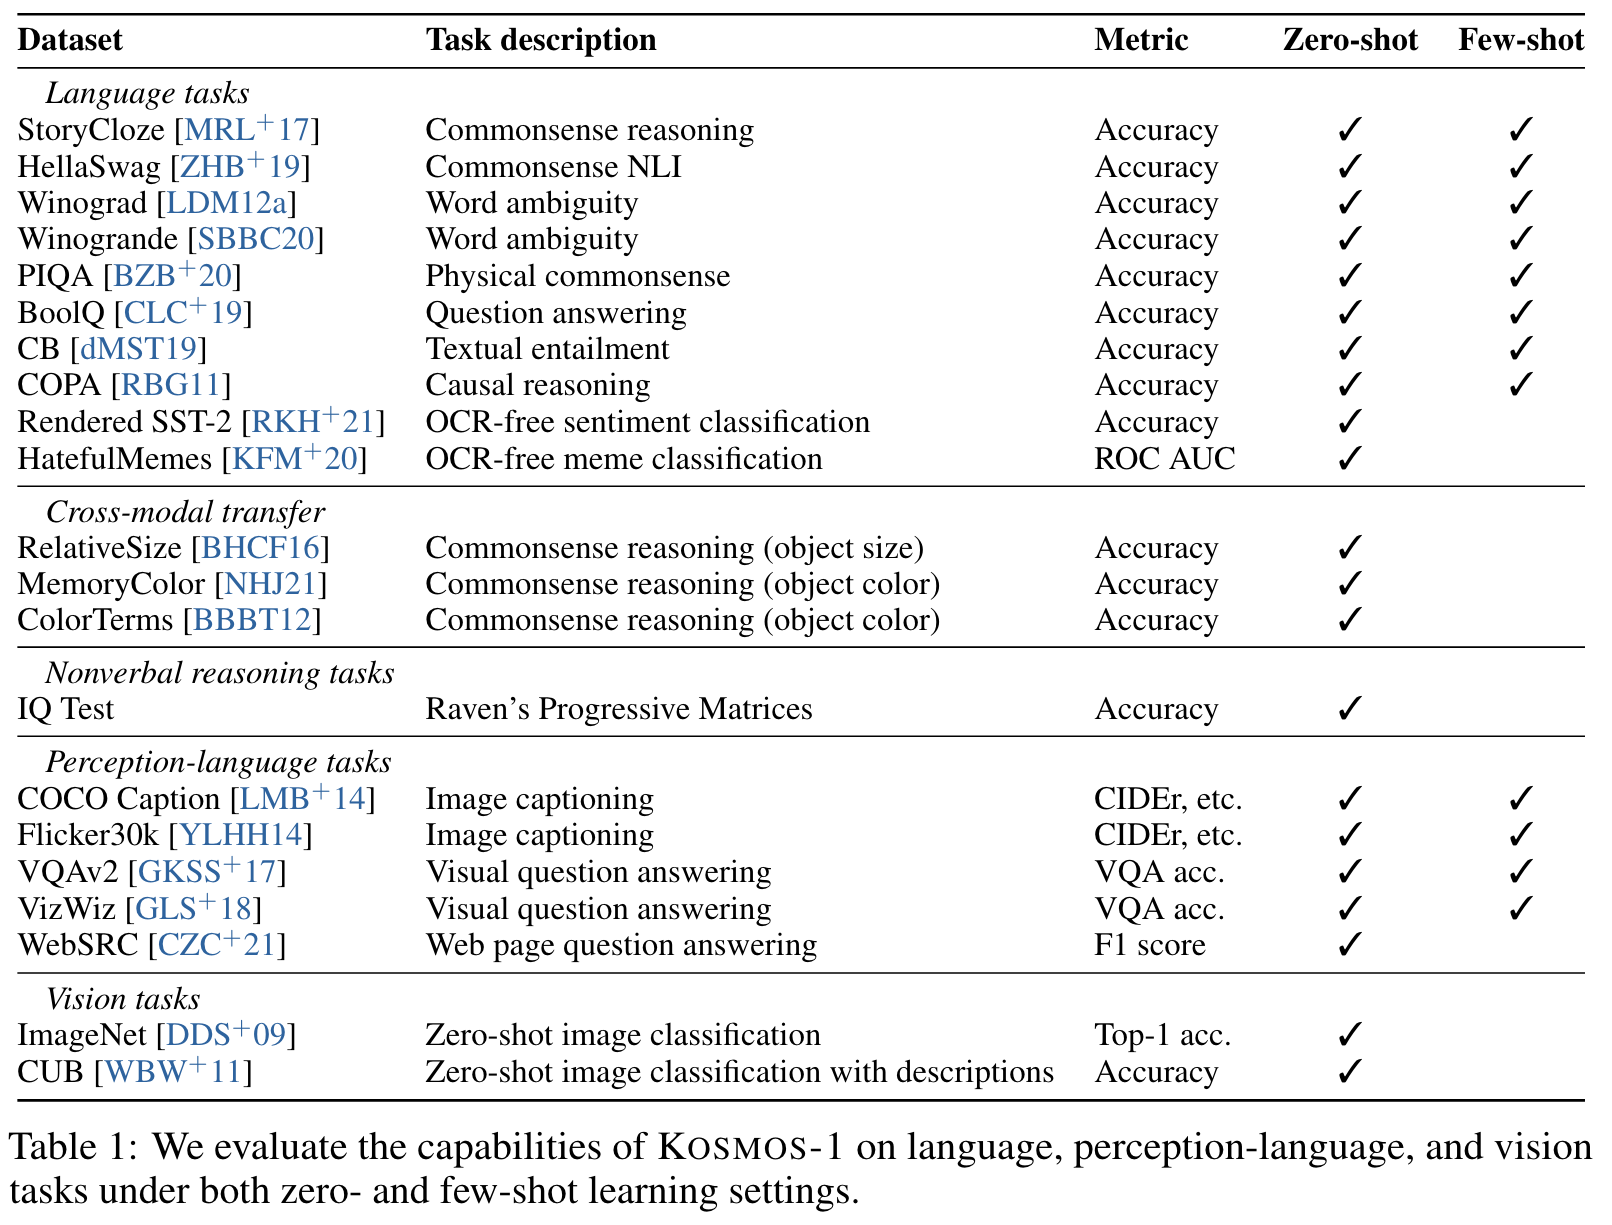 Dataset Task description Metric Zero-shot Few-shot
Language tasks
StoryCloze [MRL+17] Commonsense reasoning Accuracy ✓ ✓
HellaSwag [ZHB+19] Commonsense NLI Accuracy ✓ ✓
Winograd [LDM12a] Word ambiguity Accuracy ✓ ✓
Winogrande [SBBC20] Word ambiguity Accuracy ✓ ✓
PIQA [BZB+20] Physical commonsense Accuracy ✓ ✓
BoolQ [CLC+19] Question answering Accuracy ✓ ✓
CB [dMST19] Textual entailment Accuracy ✓ ✓
COPA [RBG11] Causal reasoning Accuracy ✓ ✓
Rendered SST-2 [RKH+21] OCR-free sentiment classification Accuracy ✓
HatefulMemes [KFM+20] OCR-free meme classification ROC AUC ✓
Cross-modal transfer
RelativeSize [BHCF16] Commonsense reasoning (object size) Accuracy ✓
MemoryColor [NHJ21] Commonsense reasoning (object color) Accuracy ✓
ColorTerms [BBBT12] Commonsense reasoning (object color) Accuracy ✓
Nonverbal reasoning tasks
IQ Test Raven’s Progressive Matrices Accuracy ✓
Perception-language tasks
COCO Caption [LMB+14] Image captioning CIDEr, etc. ✓ ✓
Flicker30k [YLHH14] Image captioning CIDEr, etc. ✓ ✓
VQAv2 [GKSS+17] Visual question answering VQA acc. ✓ ✓
VizWiz [GLS+18] Visual question answering VQA acc. ✓ ✓
WebSRC [CZC+21] Web page question answering F1 score ✓
Vision tasks
ImageNet [DDS+09] Zero-shot image classification Top-1 acc. ✓
CUB [WBW+11] Zero-shot image classification with descriptions Accuracy ✓
Table 1: We evaluate the capabilities of KOSMOS-1 on language, perception-language, and vision
tasks under both zero- and few-shot learning settings.